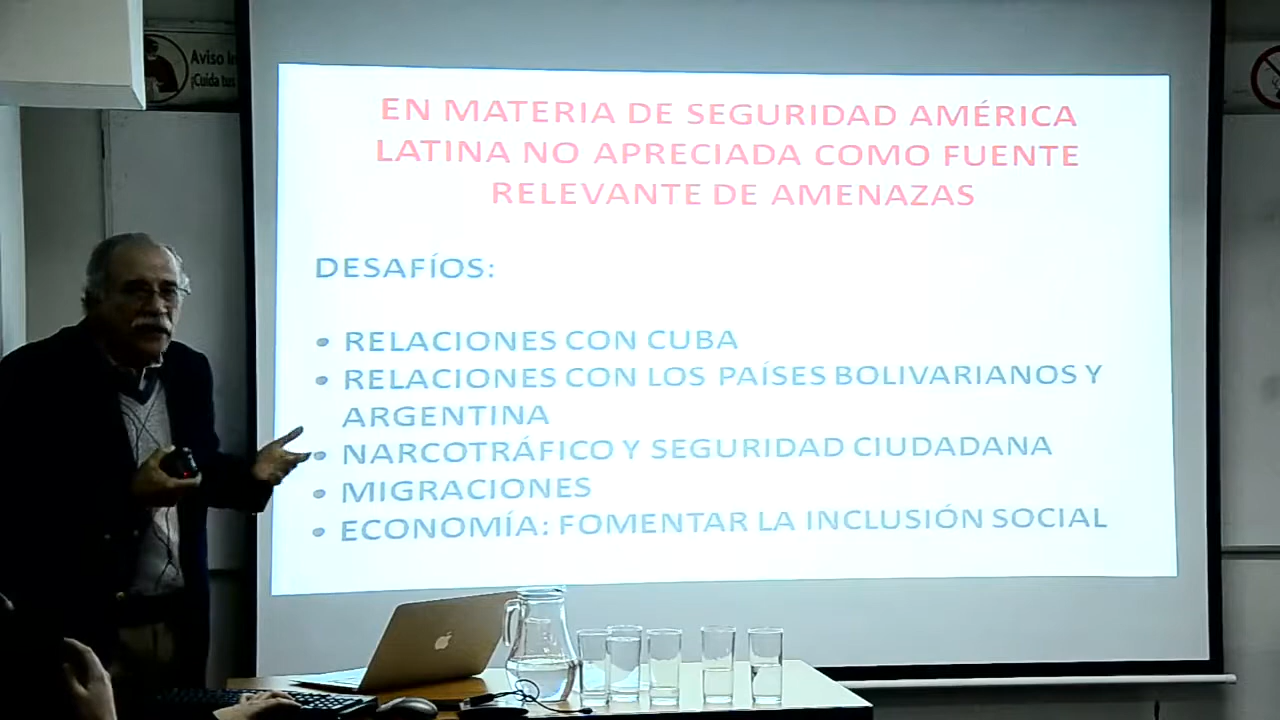 Aviso
¡Cuida tus
EN MATERIA DE SEGURIDAD AMÉRICA
LATINA NO APRECIADA COMO FUENTE
RELEVANTE DE AMENAZAS
DESAFÍOS:
• RELACIONES CON CUBA
• RELACIONES CON LOS PAÍSES BOLIVARIANOS Y
ARGENTINA
• NARCOTRÁFICO Y SEGURIDAD CIUDADANA
• MIGRACIONES
• ECONOMÍA: FOMENTAR LA INCLUSIÓN SOCIAL